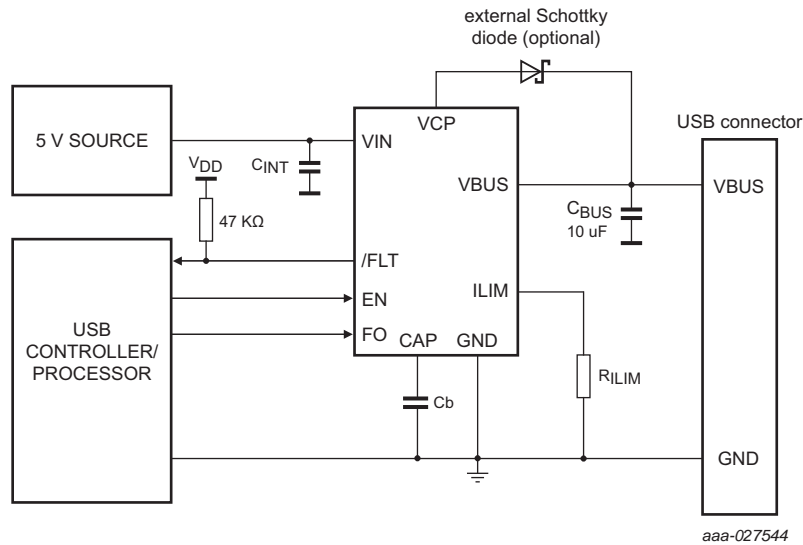 external Schottky
diode (optional)
5 V SOURCE
VCP
USB connector
VIN
VDD
CINT
VBUS
VBUS
CBUS
10 uF
47 KΩ
/FLT
ILIM
EN
USB
CONTROLLER/
PROCESSOR
FO
CAP
GND
RILIM
Cb
GND
aaa-027544